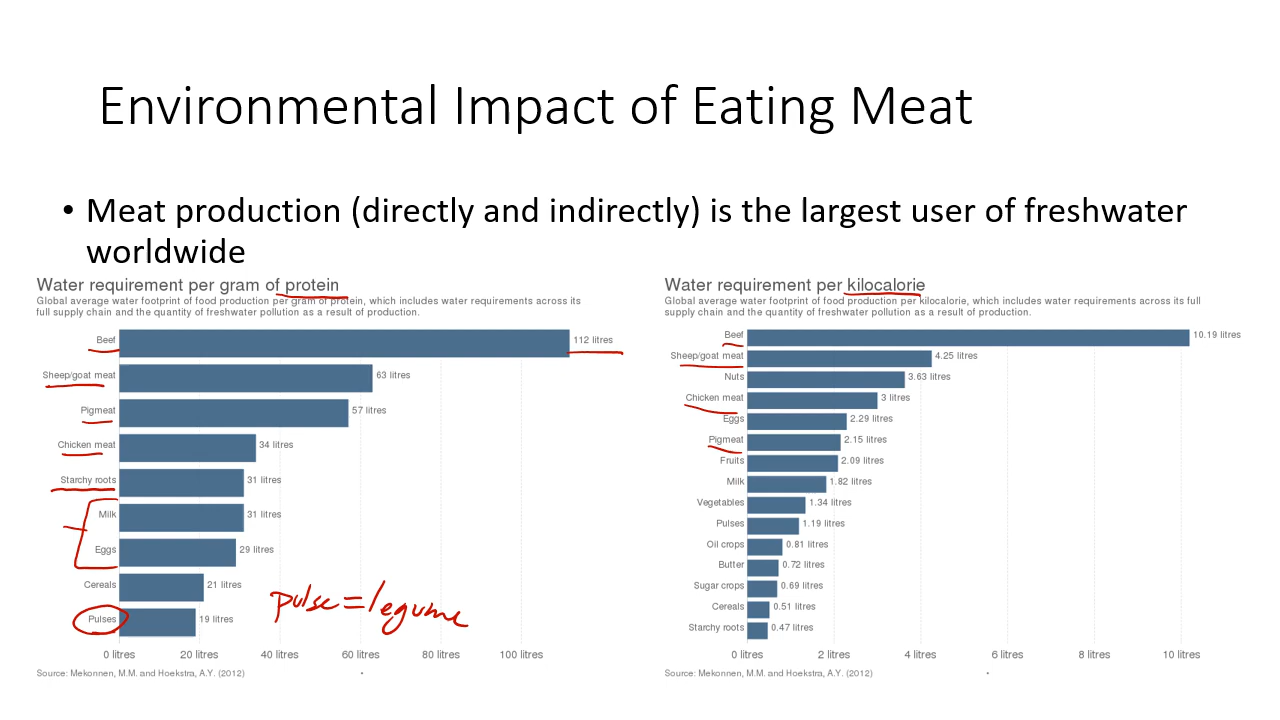 Environmental Impact of Eating Meat
• Meat production (directly and indirectly) is the largest user of freshwater
worldwide
Water requirement per gram of protein
Global average water footprint of food production per gram of protein, which includes water requirements across its
full supply chain and the quantity of freshwater pollution as a result of production.
Beef 112 litres
Sheep/goat meat 63 litres
Pigmeat 57 litres
Chicken meat 34 litres
Starchy roots 31 litres
Milk 31 litres
Eggs 29 litres
Cereals 21 litres
Pulses 19 litres
pulse = legume
0 litres 20 litres 40 litres 60 litres 80 litres 100 litres
Source: Mekonnen, M.M. and Hoekstra, A.Y. (2012)
Water requirement per kilocalorie
Global average water footprint of food production per kilocalorie, which includes water requirements across its full
supply chain and the quantity of freshwater pollution as a result of production.
Beef 10.19 litres
Sheep/goat meat 4.25 litres
Nuts 3.63 litres
Chicken meat 3 litres
Eggs 2.29 litres
Pigmeat 2.15 litres
Fruits 2.09 litres
Milk 1.82 litres
Vegetables 1.34 litres
Pulses 1.19 litres
Oil crops 0.81 litres
Butter 0.72 litres
Sugar crops 0.69 litres
Cereals 0.51 litres
Starchy roots 0.47 litres
0 litres 2 litres 4 litres 6 litres 8 litres 10 litres
Source: Mekonnen, M.M. and Hoekstra, A.Y. (2012)